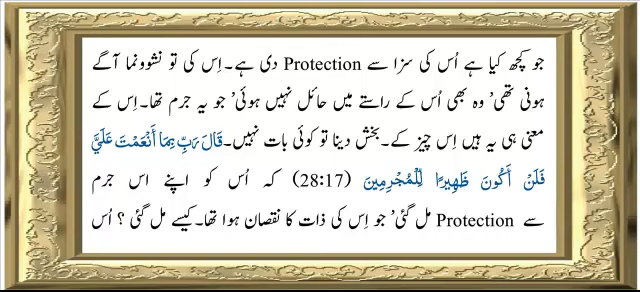 جو کچھ کیا ہے اُس کی سزا سے Protection دی ہے۔اِس کی تو نشوونما آگے
ہونی تھی’ وہ بھی اُس کے راستے میں حائل نہیں ہوئی’ جو یہ جرم تھا۔اِس کے
معنی ہی یہ ہیں اِس چیز کے۔بخش دینا تو کوئی بات نہیں۔قَالَ رَبِّ بِمَا أَنْعَمْتَ عَلَيَّ
فَلَنْ أَكُونَ ظَهِيرًا لِّلْمُجْرِمِينَ (28:17) کہ اُس کو اپنے اس جرم
سے Protection مل گئی’ جو اِس کی ذات کا نقصان ہوا تھا۔کیسے مل گئی ؟ اُس